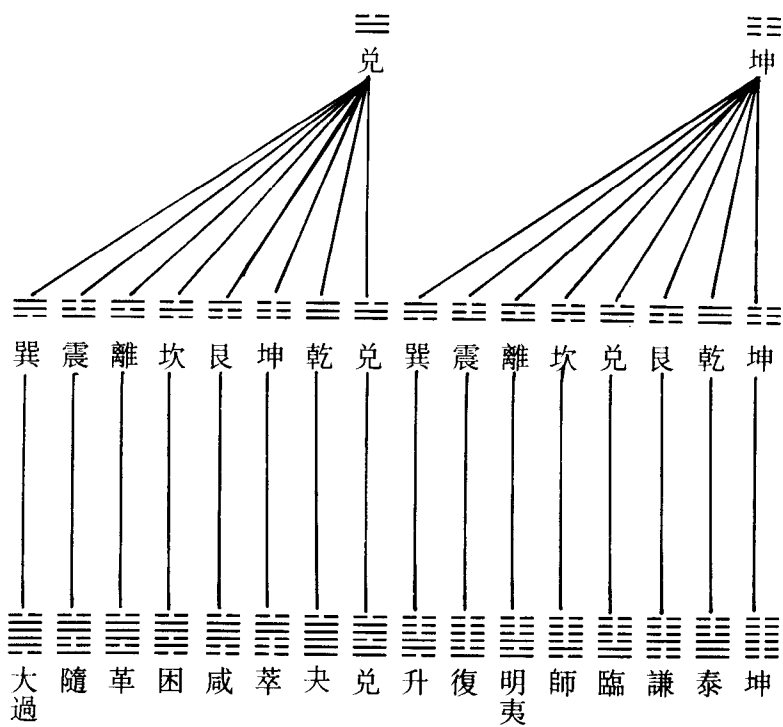 兑 坤
巽 震 離 坎 艮 坤 乾 兑 巽 震 離 坎 兑 艮 乾 坤
大過 隨 革 困 咸 萃 夬 兑 升 復 明夷 師 臨 謙 泰 坤